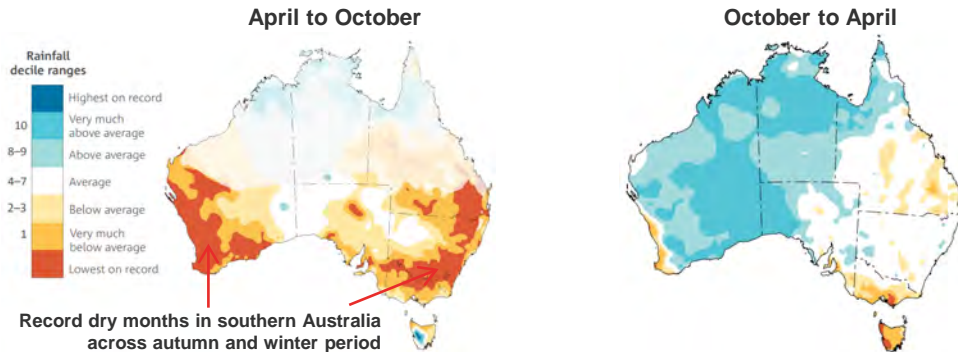 April to October
October to April
Rainfall
decile ranges
Highest on record
10 Very much
above average
8–9 Above average
4–7 Average
2–3 Below average
1 Very much
below average
Lowest on record
Record dry months in southern Australia
across autumn and winter period